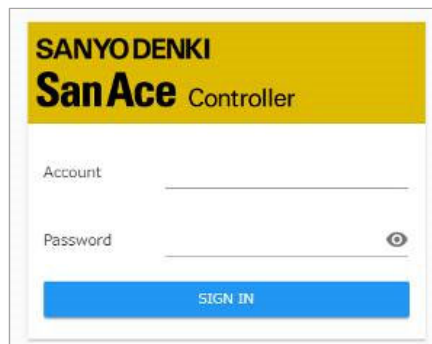 SANYO DENKI
San Ace Controller
Account
Password
SIGN IN